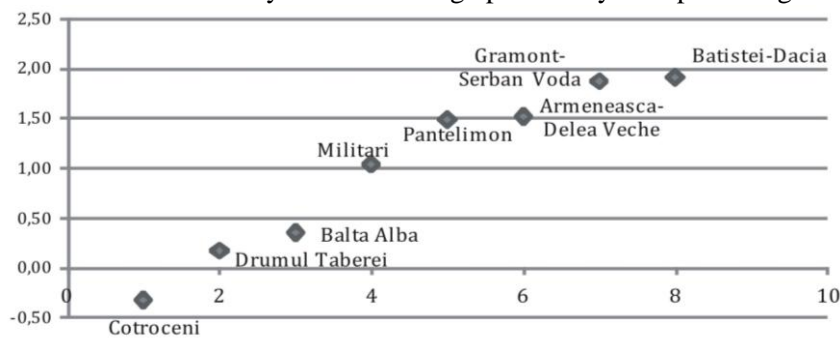 2,50
Gramont-
Serban Voda
Batistei-Dacia
2,00
Armeneasca-
Delea Veche
1,50
Pantelimon
Militari
1,00
0,50
Balta Alba
Drumul Taberei
0,00
0 2 4 6 8 10
-0,50
Cotroceni